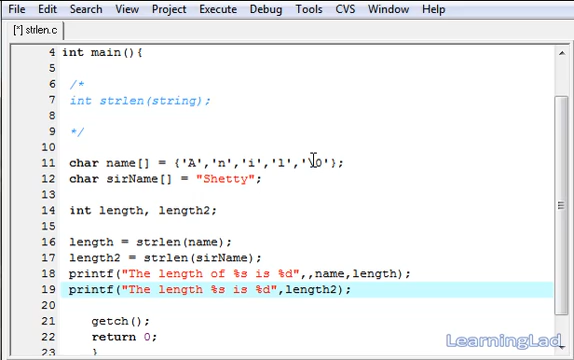 File Edit Search View Project Execute Debug Tools CVS Window Help
[*] strlen.c
4 int main(){
5
6 /*
7 int strlen(string);
8
9 */
10
11 char name[] = {'A','n','i','l','\0'};
12 char sirName[] = "Shetty";
13
14 int length, length2;
15
16 length = strlen(name);
17 length2 = strlen(sirName);
18 printf("The length of %s is %d",,name,length);
19 printf("The length %s is %d",length2);
20
21 getch();
22 return 0;
}
LearningLad